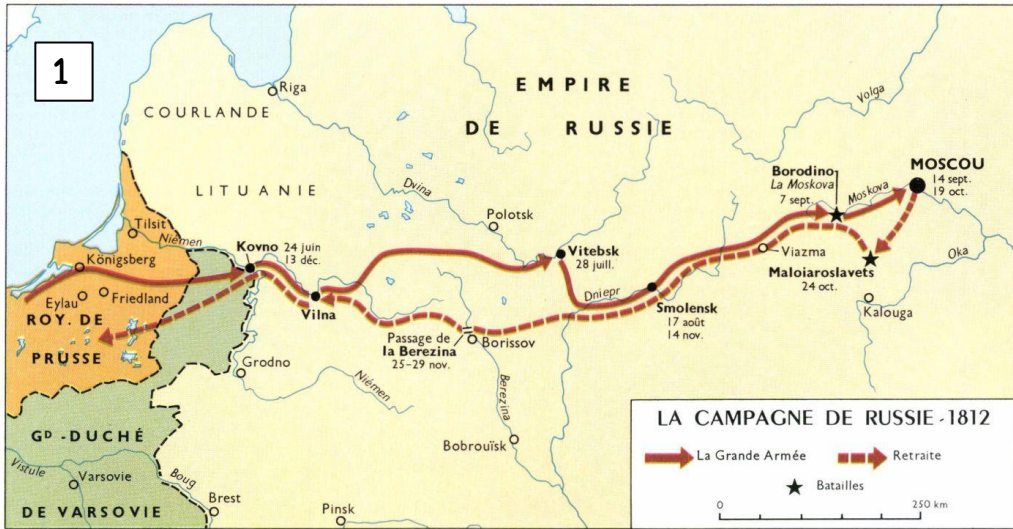 1
Riga
COURLANDE
EMPIRE
DE RUSSIE
Volga
LITUANIE
Dvina
Borodino
La Moskova
7 sept.
Moskova
MOSCOU
14 sept.
19 oct.
Tilsit
Niémen
Polotsk
Kovno
24 juin
13 déc.
Vitebsk
28 juill.
Viazma
Oka
Königsberg
Maloiaroslavets
24 oct.
Eylau
Friedland
Dniepr
Smolensk
17 août
14 nov.
Kalouga
Vilna
ROY. DE
PRUSSE
Passage de
la Berezina
25-29 nov.
Borissov
Grodno
Niémen
Berezina
GD -DUCHÉ
DE VARSOVIE
Bobrouïsk
Vistule
Varsovie
Boug
Brest
Pinsk
LA CAMPAGNE DE RUSSIE - 1812
La Grande Armée
Retraite
Batailles
0
250 km